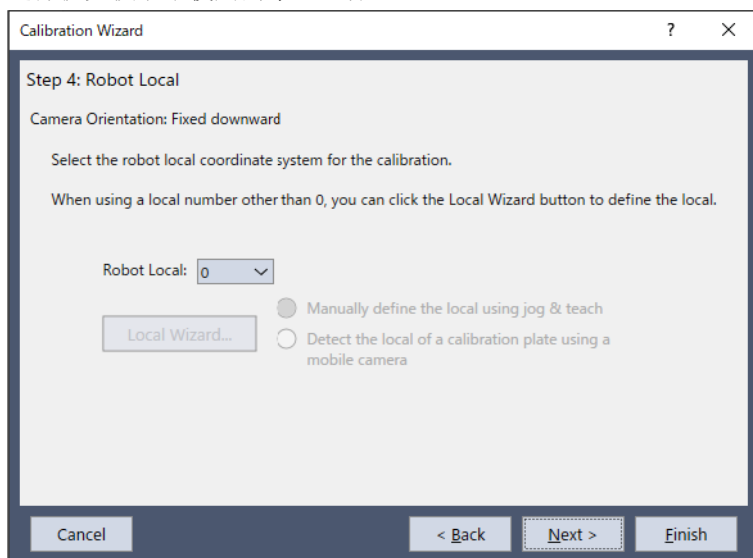 Calibration Wizard
?
Step 4: Robot Local
Camera Orientation: Fixed downward
Select the robot local coordinate system for the calibration.
When using a local number other than 0, you can click the Local Wizard button to define the local.
Robot Local: 0
Manually define the local using jog & teach
Local Wizard...
Detect the local of a calibration plate using a
mobile camera
Cancel
< Back
Next >
Finish